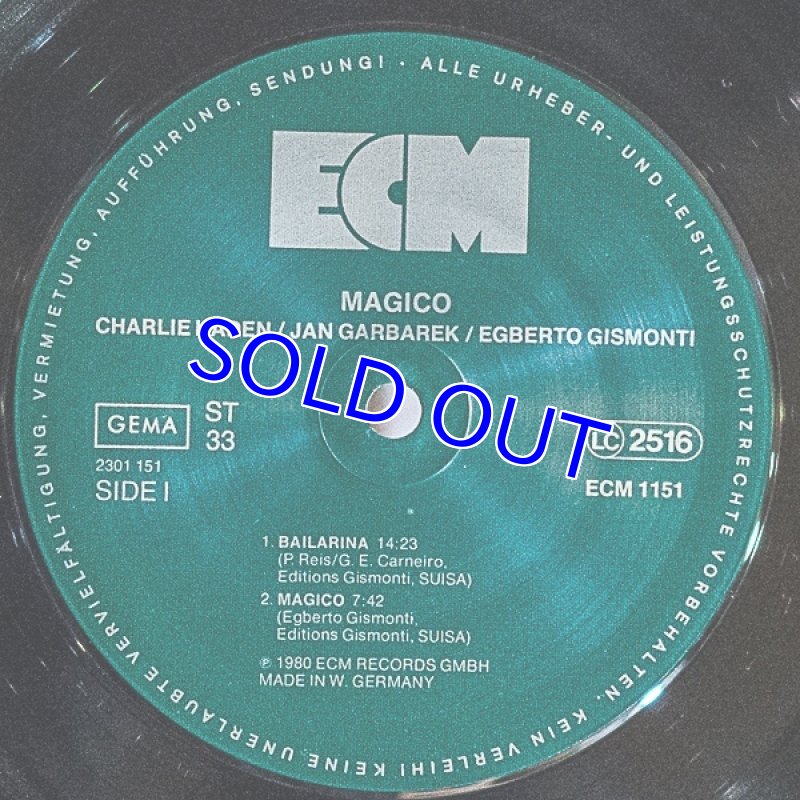 ALLE URHEBER- UND LEISTUNGSSCHUTZRECHTE VORBEHALTEN. KEIN VERLEIH! KEINE UNERLAUBTE VERVIELFÄLTIGUNG, VERMIETUNG, AUFFÜHRUNG, SENDUNG! ·
ECM
MAGICO
CHARLIE HADEN / JAN GARBAREK / EGBERTO GISMONTI
SOLD OUT
GEMA
ST
33
LC 2516
2301 151
SIDE I
ECM 1151
1. BAILARINA 14:23
(P. Reis/G. E. Carneiro,
Editions Gismonti, SUISA)
2. MAGICO 7:42
(Egberto Gismonti,
Editions Gismonti, SUISA)
℗ 1980 ECM RECORDS GMBH
MADE IN W. GERMANY